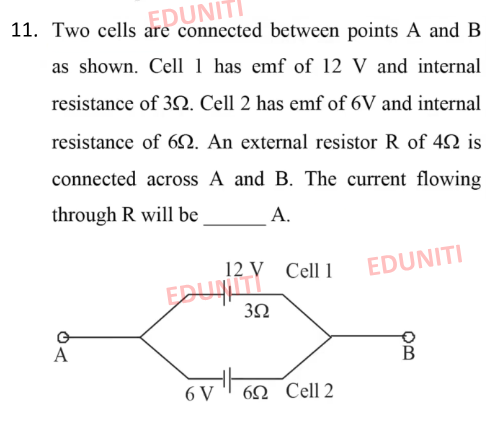 EDUNITI
11. Two cells are connected between points A and B
as shown. Cell 1 has emf of 12 V and internal
resistance of 3Ω. Cell 2 has emf of 6V and internal
resistance of 6Ω. An external resistor R of 4Ω is
connected across A and B. The current flowing
through R will be ______ A.
12 V Cell 1
EDUNITI
EDUNITI
3Ω
A
B
6 V 6Ω Cell 2